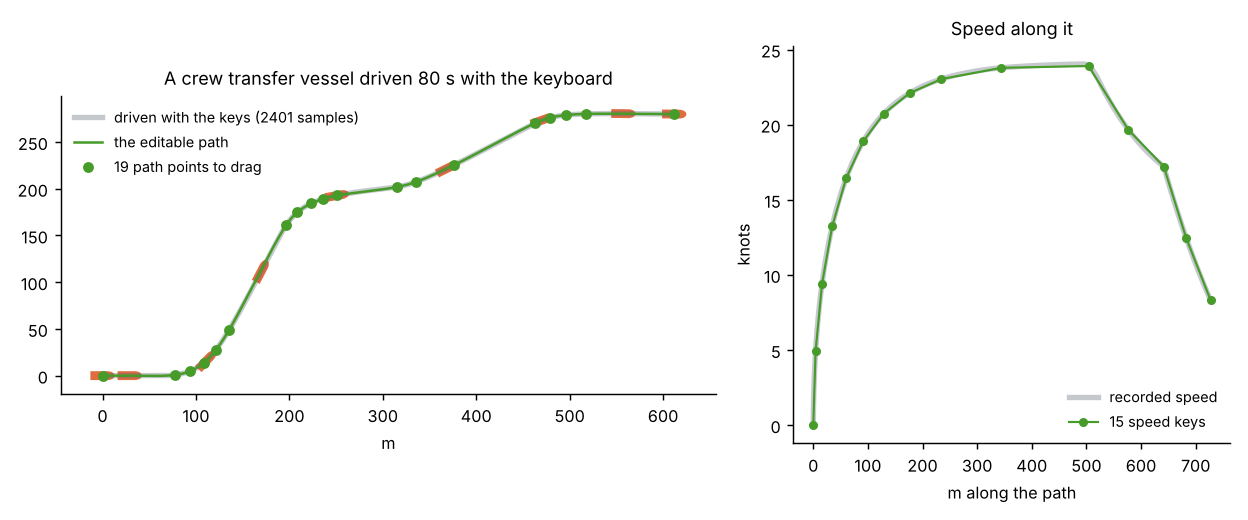 A crew transfer vessel driven 80 s with the keyboard
driven with the keys (2401 samples)
the editable path
19 path points to drag
250
200
150
100
50
0
0 100 200 300 400 500 600
m
Speed along it
25
20
15
10
5
0
knots
recorded speed
15 speed keys
0 100 200 300 400 500 600 700
m along the path